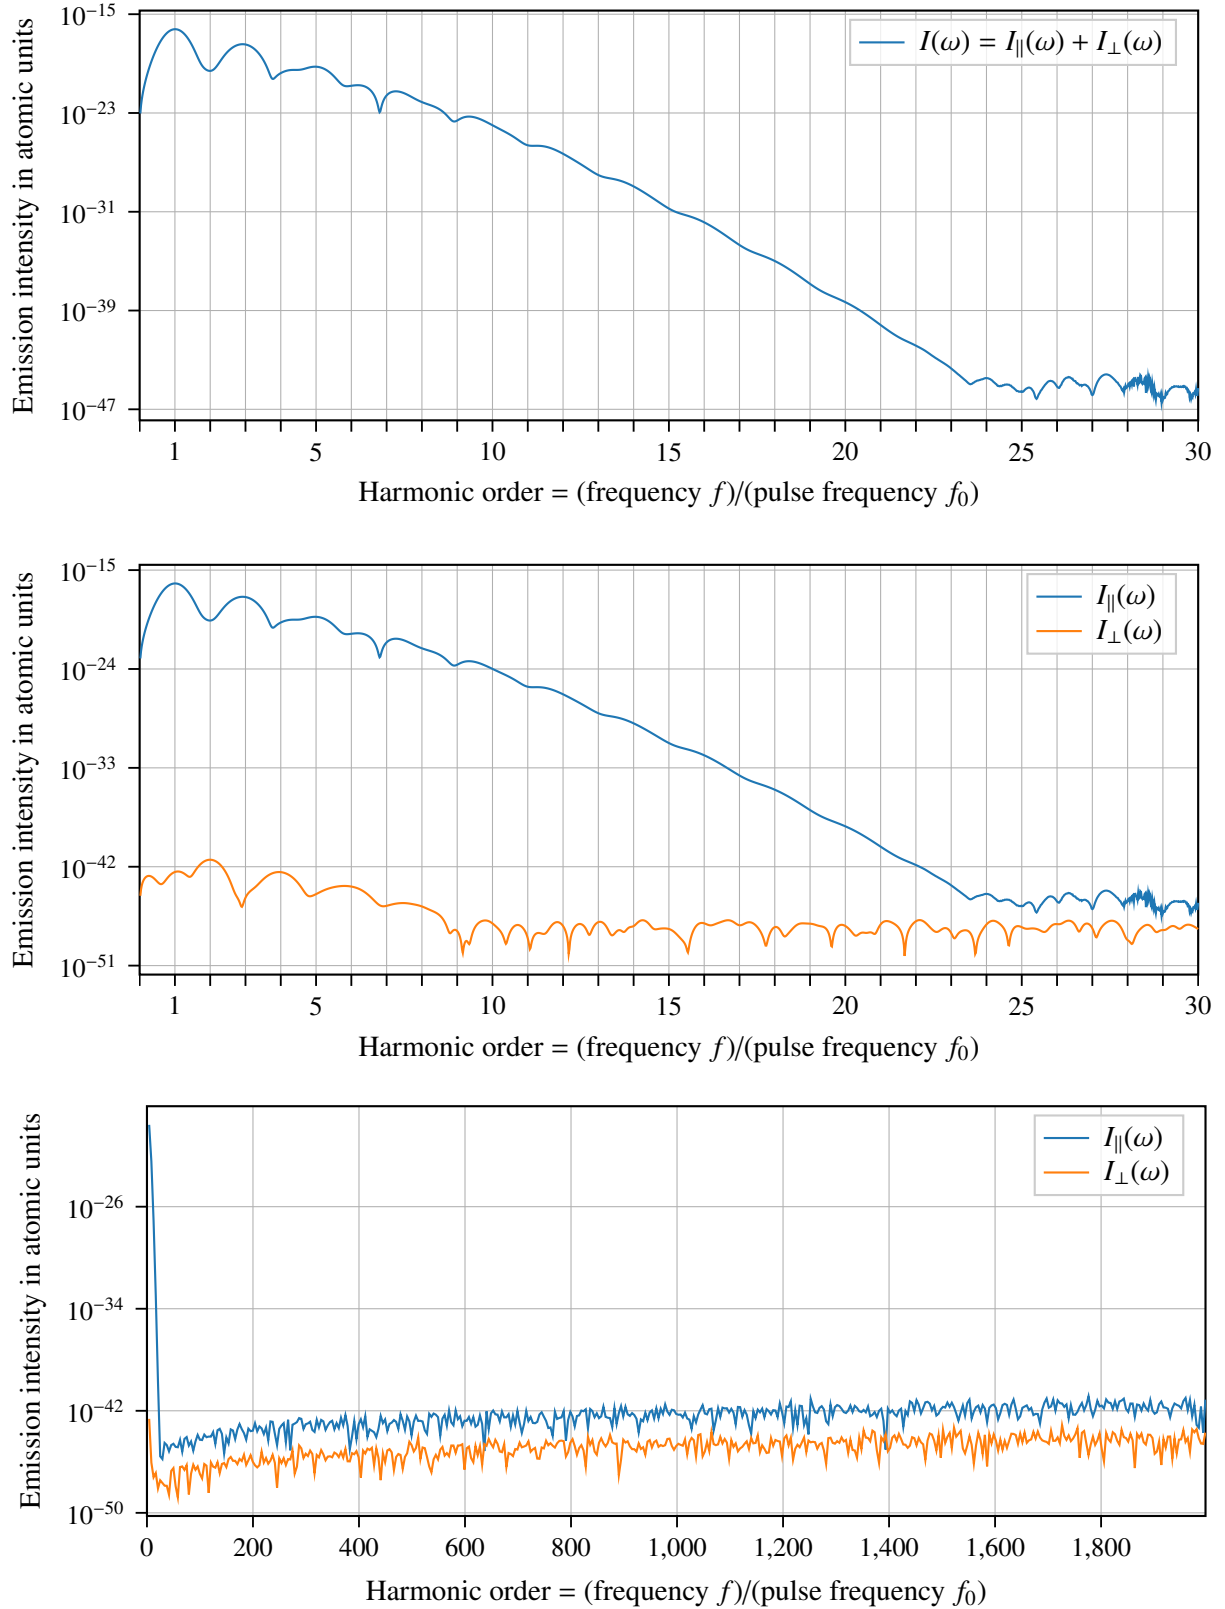 Emission intensity in atomic units
10⁻¹⁵
10⁻²³
10⁻³¹
10⁻³⁹
10⁻⁴⁷
I(ω) = I∥(ω) + I⊥(ω)
1 5 10 15 20 25 30
Harmonic order = (frequency f)/(pulse frequency f₀)
Emission intensity in atomic units
10⁻¹⁵
10⁻²⁴
10⁻³³
10⁻⁴²
10⁻⁵¹
I∥(ω)
I⊥(ω)
1 5 10 15 20 25 30
Harmonic order = (frequency f)/(pulse frequency f₀)
Emission intensity in atomic units
10⁻²⁶
10⁻³⁴
10⁻⁴²
10⁻⁵⁰
I∥(ω)
I⊥(ω)
0 200 400 600 800 1,000 1,200 1,400 1,600 1,800
Harmonic order = (frequency f)/(pulse frequency f₀)